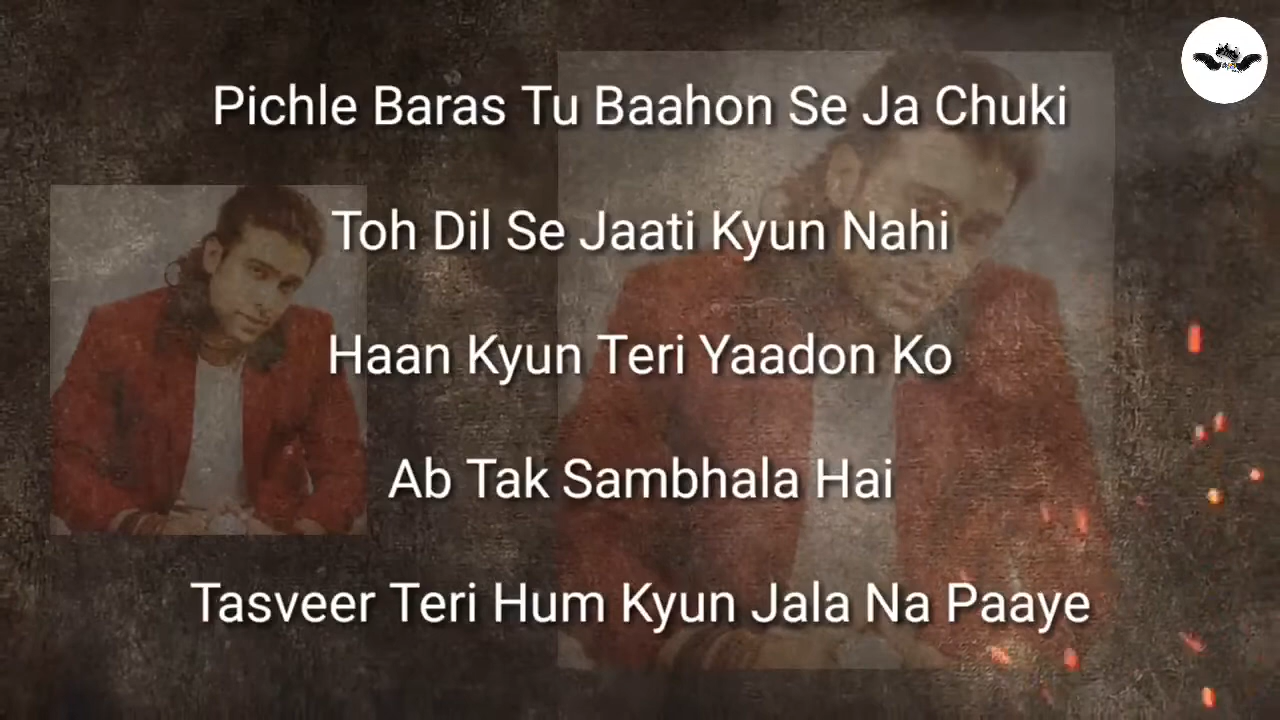 Pichle Baras Tu Baahon Se Ja Chuki
Toh Dil Se Jaati Kyun Nahi
Haan Kyun Teri Yaadon Ko
Ab Tak Sambhala Hai
Tasveer Teri Hum Kyun Jala Na Paaye